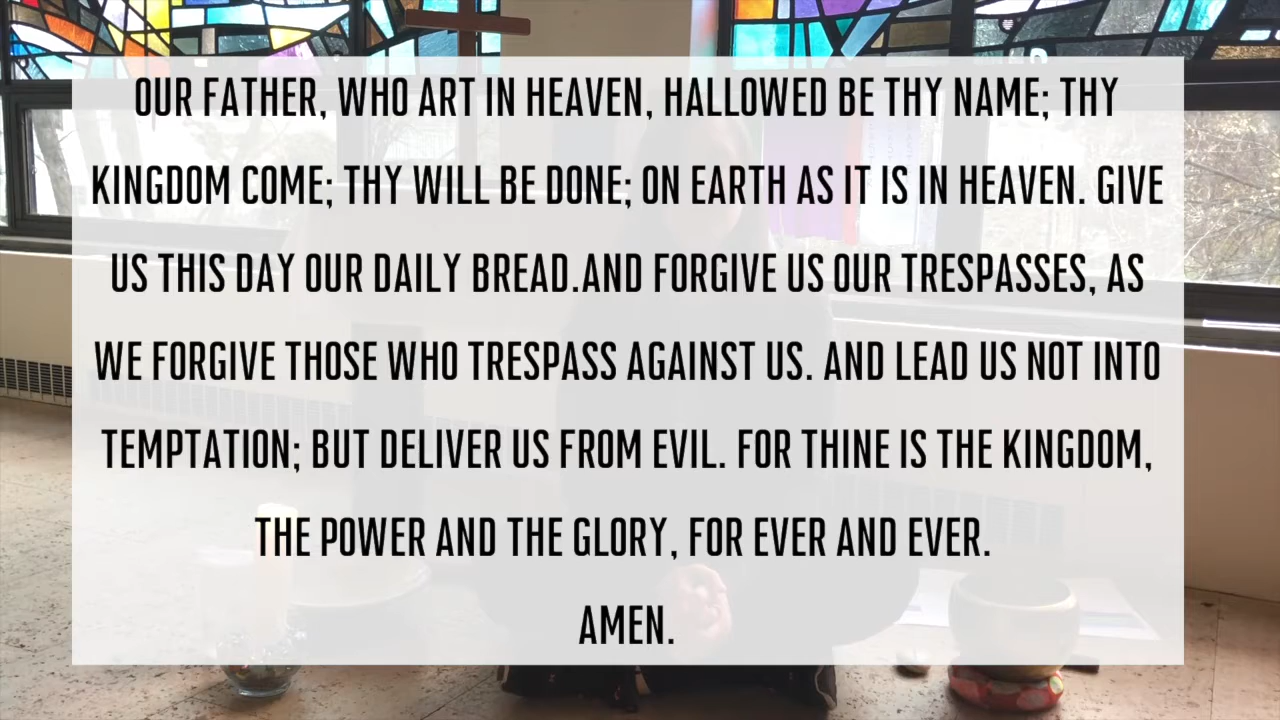 OUR FATHER, WHO ART IN HEAVEN, HALLOWED BE THY NAME; THY
KINGDOM COME; THY WILL BE DONE; ON EARTH AS IT IS IN HEAVEN. GIVE
US THIS DAY OUR DAILY BREAD.AND FORGIVE US OUR TRESPASSES, AS
WE FORGIVE THOSE WHO TRESPASS AGAINST US. AND LEAD US NOT INTO
TEMPTATION; BUT DELIVER US FROM EVIL. FOR THINE IS THE KINGDOM,
THE POWER AND THE GLORY, FOR EVER AND EVER.
AMEN.